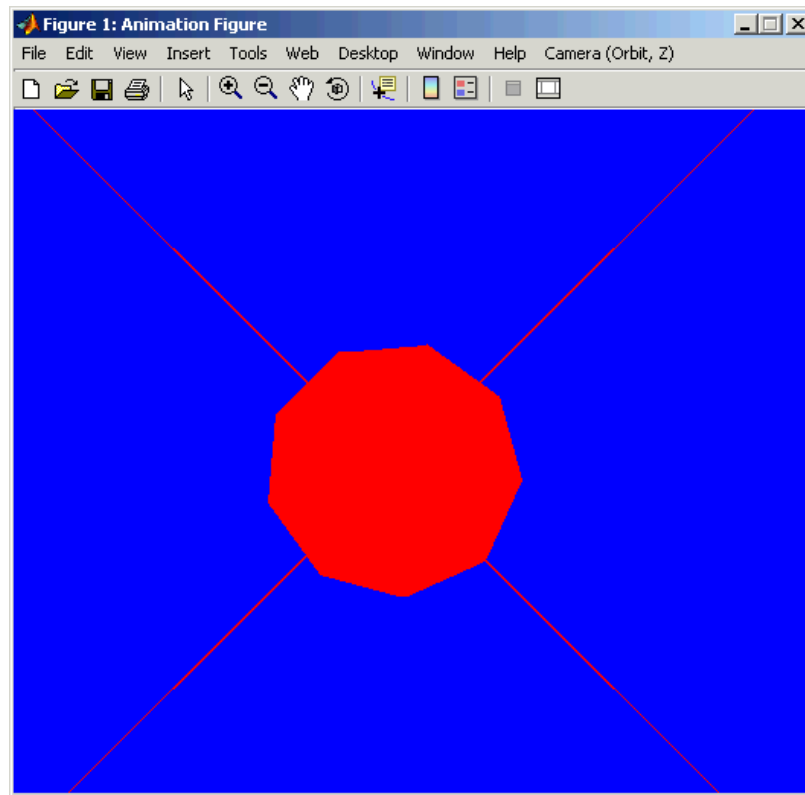 Figure 1: Animation Figure
File Edit View Insert Tools Web Desktop Window Help Camera (Orbit, Z)